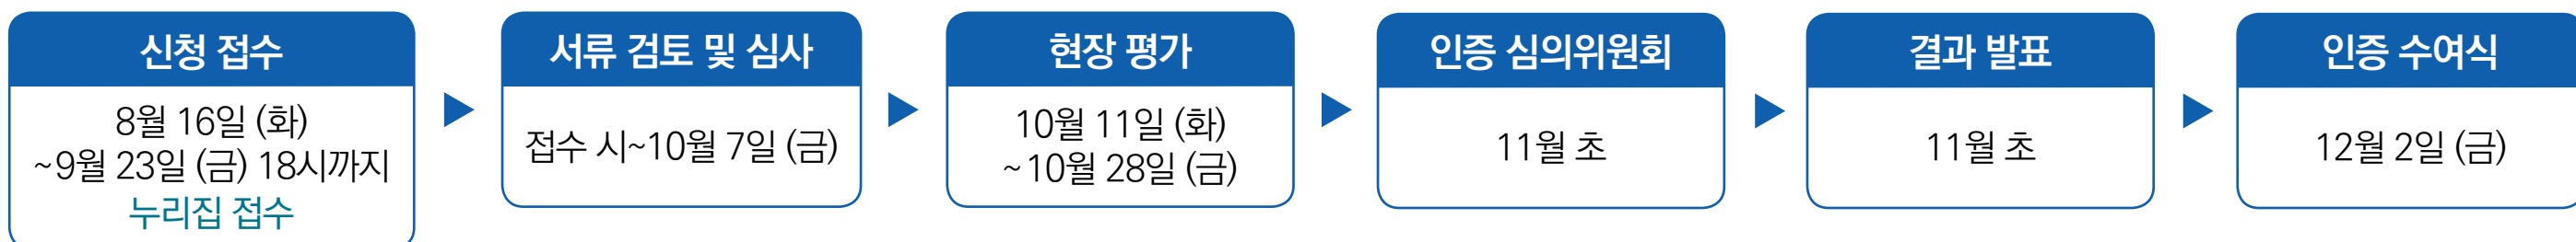 신청 접수
8월 16일 (화)
~9월 23일 (금) 18시까지
누리집 접수
서류 검토 및 심사
접수 시~10월 7일 (금)
현장 평가
10월 11일 (화)
~10월 28일 (금)
인증 심의위원회
11월 초
결과 발표
11월 초
인증 수여식
12월 2일 (금)